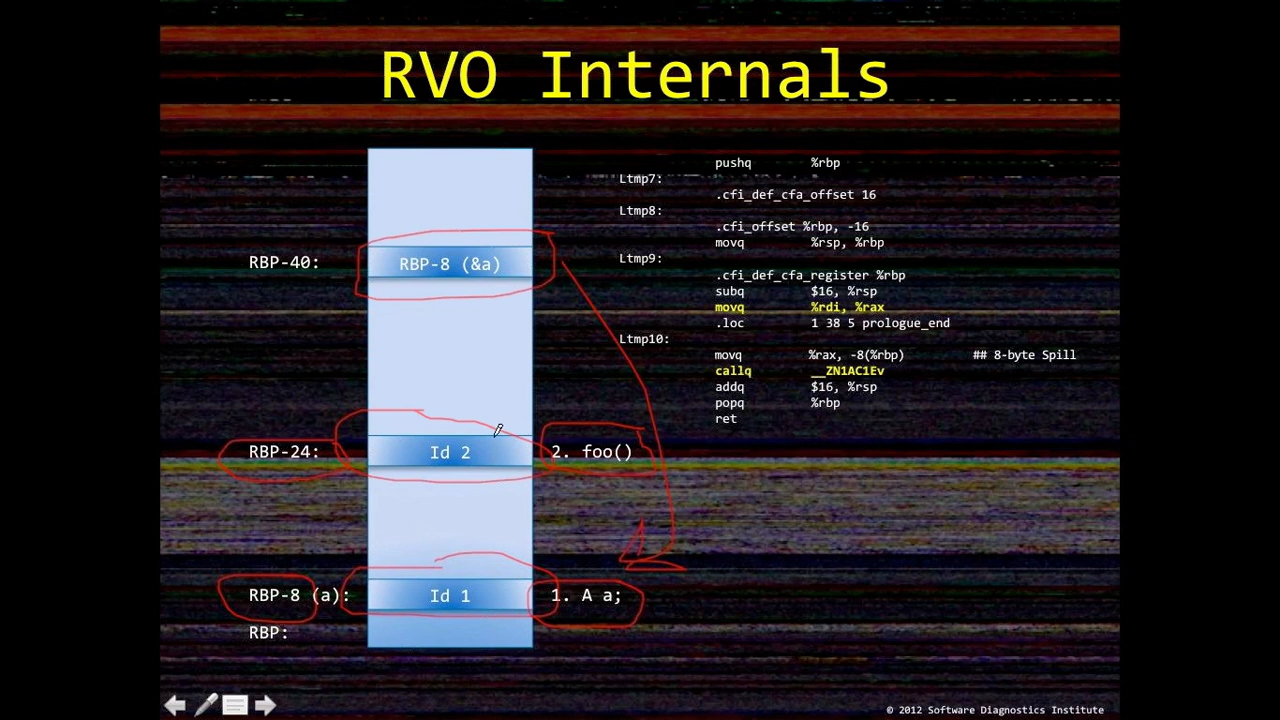 RVO Internals
RBP-40:
RBP-8 (&a)
RBP-24:
Id 2
2. foo()
RBP-8 (a):
Id 1
1. A a;
RBP:
pushq %rbp
Ltmp7:
.cfi_def_cfa_offset 16
Ltmp8:
.cfi_offset %rbp, -16
movq %rsp, %rbp
Ltmp9:
.cfi_def_cfa_register %rbp
subq $16, %rsp
movq %rdi, %rax
.loc 1 38 5 prologue_end
Ltmp10:
movq %rax, -8(%rbp) ## 8-byte Spill
callq __ZN1AC1Ev
addq $16, %rsp
popq %rbp
ret
© 2012 Software Diagnostics Institute